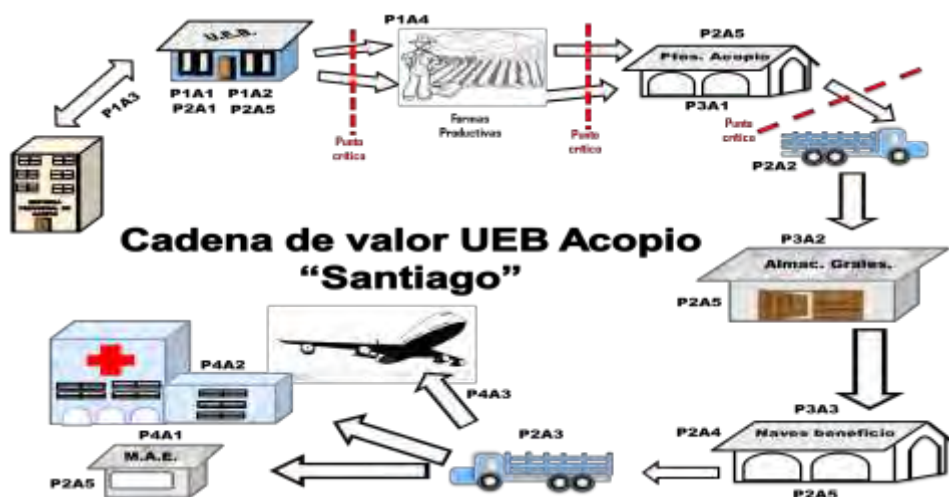 P1A4
P2A5
U.E.B.
Ptos. Acopio
P1A1 P1A2
P2A1 P2A5
P1A3
Formas
Productivas
Punto
crítico
Punto
crítico
P3A1
Punto
crítico
P2A2
Cadena de valor UEB Acopio
“Santiago”
P3A2
Almac. Grales.
P2A5
P4A2
P4A3
P3A3
P4A1
P2A3
P2A4
Naves beneficio
M.A.E.
P2A5
P2A5